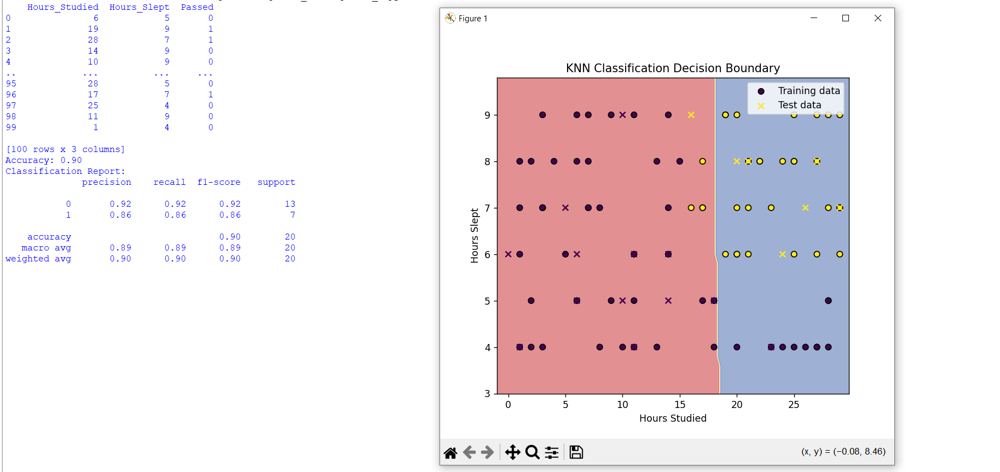 Hours_Studied Hours_Slept Passed
0 6 5 0
1 19 9 1
2 28 7 1
3 14 9 0
4 10 9 0
.. ... ... ...
95 28 5 0
96 17 7 1
97 25 4 0
98 11 9 0
99 1 4 0
[100 rows x 3 columns]
Accuracy: 0.90
Classification Report:
precision recall f1-score support
0 0.92 0.92 0.92 13
1 0.86 0.86 0.86 7
accuracy 0.90 20
macro avg 0.89 0.89 0.89 20
weighted avg 0.90 0.90 0.90 20
Figure 1
KNN Classification Decision Boundary
Training data
Test data
9
8
7
6
5
4
3
Hours Slept
0 5 10 15 20 25
Hours Studied
(x, y) = (−0.08, 8.46)